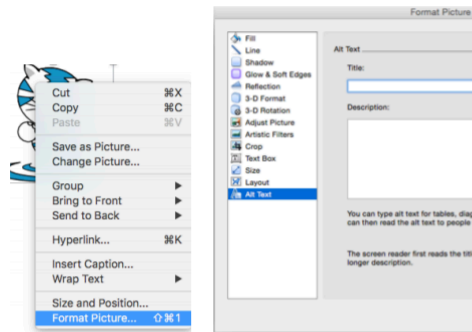 Cut ⌘X
Copy ⌘C
Paste ⌘V
Save as Picture...
Change Picture...
Group
Bring to Front
Send to Back
Hyperlink... ⌘K
Insert Caption...
Wrap Text
Size and Position...
Format Picture... ⇧⌘1
Format Picture
Fill
Line
Shadow
Glow & Soft Edges
Reflection
3-D Format
3-D Rotation
Adjust Picture
Artistic Filters
Crop
Text Box
Size
Layout
Alt Text
Alt Text
Title:
Description:
You can type alt text for tables, diag
can then read the alt text to people
The screen reader first reads the titl
longer description.